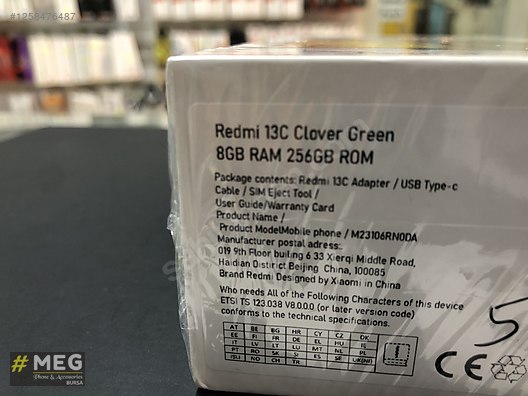 #1258476487
Redmi 13C Clover Green
8GB RAM 256GB ROM
Package contents: Redmi 13C Adapter / USB Type-c
Cable / SIM Eject Tool /
User Guide/Warranty Card
Product Name /
Product ModelMobile phone / M23106RN0DA
Manufacturer postal adress:
019 9th Floor builing 6 33 Xierqi Middle Road,
Haidian District Beijing China, 100085
Brand Redmi Designed by Xiaomi in China
Who needs All of the Following Characters of this device
ETSI TS 123.038 V8.0.0.0 (or later version code)
conforms to the technical specifications.
AT BE BG HR CY CZ DK
EE FI FR DE EL HU IE
IT LV LT LU MT NL PL
PT RO SK SI ES SE
IS NO CH TR
5
CE
#MEG
Phone & Accessories
BURSA